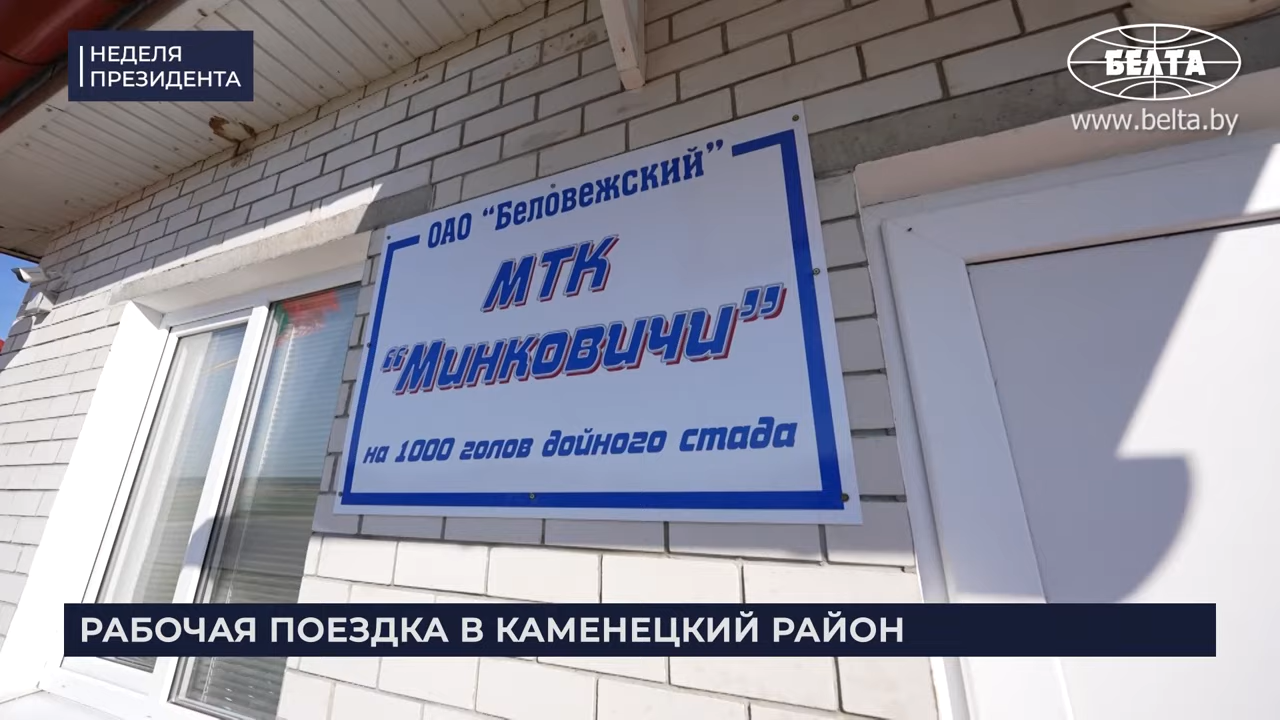 НЕДЕЛЯ
ПРЕЗИДЕНТА
БЕЛТА
www.belta.by
ОАО “Беловежский”
МТК
“Минковичи”
на 1000 голов дойного стада
РАБОЧАЯ ПОЕЗДКА В КАМЕНЕЦКИЙ РАЙОН